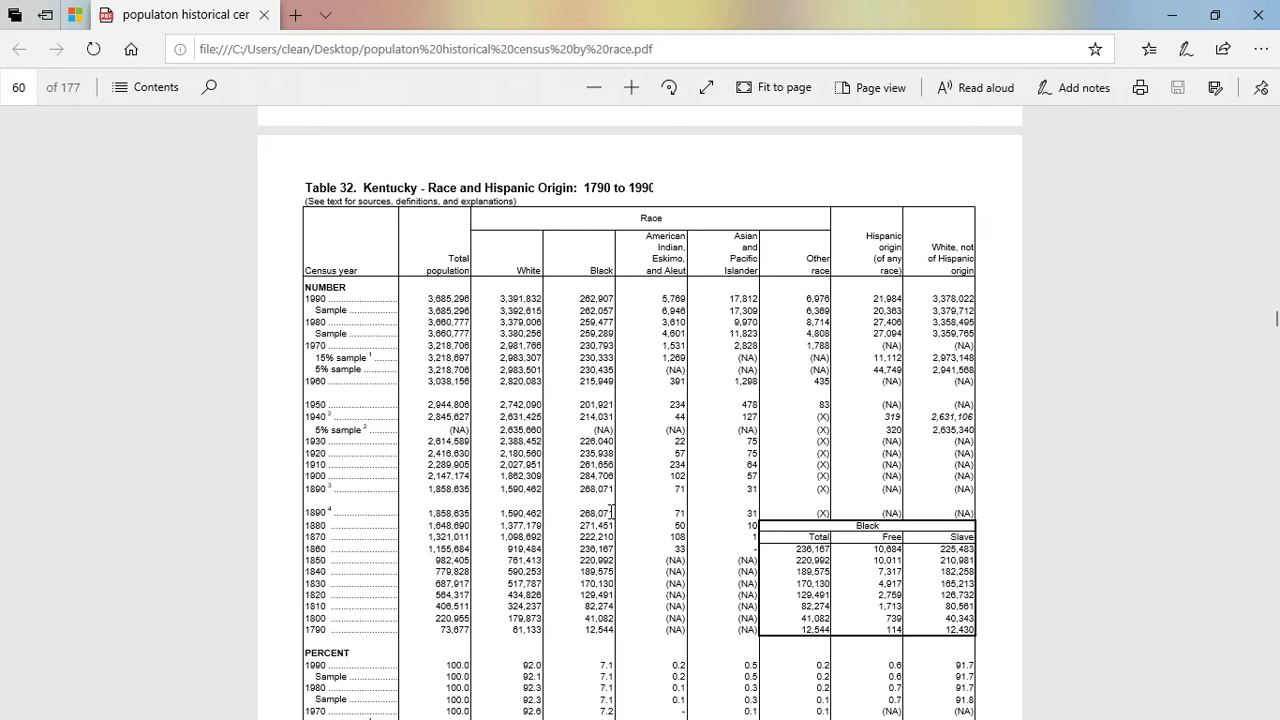 populaton historical cer
file:///C:/Users/clean/Desktop/populaton%20historical%20census%20by%20race.pdf
60 of 177 Contents Fit to page Page view Read aloud Add notes
Table 32. Kentucky - Race and Hispanic Origin: 1790 to 1990
(See text for sources, definitions, and explanations)
Race
American Asian Hispanic
Indian, and origin White, not
Total Eskimo, Pacific Other (of any of Hispanic
Census year population White Black and Aleut Islander race race) origin
NUMBER
1990 3,685,296 3,391,832 262,907 5,769 17,812 6,976 21,984 3,378,022
Sample 3,685,296 3,392,615 262,057 6,946 17,309 6,369 20,363 3,379,712
1980 3,660,777 3,379,006 259,477 3,610 9,970 8,714 27,406 3,358,495
Sample 3,660,777 3,380,256 259,289 4,601 11,823 4,808 27,094 3,359,765
1970 3,218,706 2,981,766 230,793 1,531 2,828 1,788 (NA) (NA)
15% sample 1 3,218,697 2,983,307 230,333 1,269 (NA) (NA) 11,112 2,973,148
5% sample 3,218,706 2,983,501 230,435 (NA) (NA) (NA) 44,749 2,941,568
1960 3,038,156 2,820,083 215,949 391 1,298 435 (NA) (NA)
1950 2,944,806 2,742,090 201,921 234 478 83 (NA) (NA)
1940 2 2,845,627 2,631,425 214,031 44 127 (X) 319 2,631,106
5% sample 2 (NA) 2,635,660 (NA) (NA) (NA) (X) 320 2,635,340
1930 2,614,589 2,388,452 226,040 22 75 (X) (NA) (NA)
1920 2,416,630 2,180,560 235,938 57 75 (X) (NA) (NA)
1910 2,289,905 2,027,951 261,656 234 64 (X) (NA) (NA)
1900 2,147,174 1,862,309 284,706 102 57 (X) (NA) (NA)
1890 3 1,858,635 1,590,462 268,071 71 31 (X) (NA) (NA)
1890 4 1,858,635 1,590,462 268,071 71 31 (X) (NA) (NA)
1880 1,648,690 1,377,179 271,451 50 10 Black
1870 1,321,011 1,098,692 222,210 108 1 Total Free Slave
1860 1,155,684 919,484 236,167 33 - 236,167 10,684 225,483
1850 982,405 761,413 220,992 (NA) (NA) 220,992 10,011 210,981
1840 779,828 590,253 189,575 (NA) (NA) 189,575 7,317 182,258
1830 687,917 517,787 170,130 (NA) (NA) 170,130 4,917 165,213
1820 564,317 434,826 129,491 (NA) (NA) 129,491 2,759 126,732
1810 406,511 324,237 82,274 (NA) (NA) 82,274 1,713 80,561
1800 220,955 179,873 41,082 (NA) (NA) 41,082 739 40,343
1790 73,677 61,133 12,544 (NA) (NA) 12,544 114 12,430
PERCENT
1990 100.0 92.0 7.1 0.2 0.5 0.2 0.6 91.7
Sample 100.0 92.1 7.1 0.2 0.5 0.2 0.6 91.7
1980 100.0 92.3 7.1 0.1 0.3 0.2 0.7 91.7
Sample 100.0 92.3 7.1 0.1 0.3 0.1 0.7 91.8
1970 100.0 92.6 7.2 - 0.1 0.1 (NA) (NA)